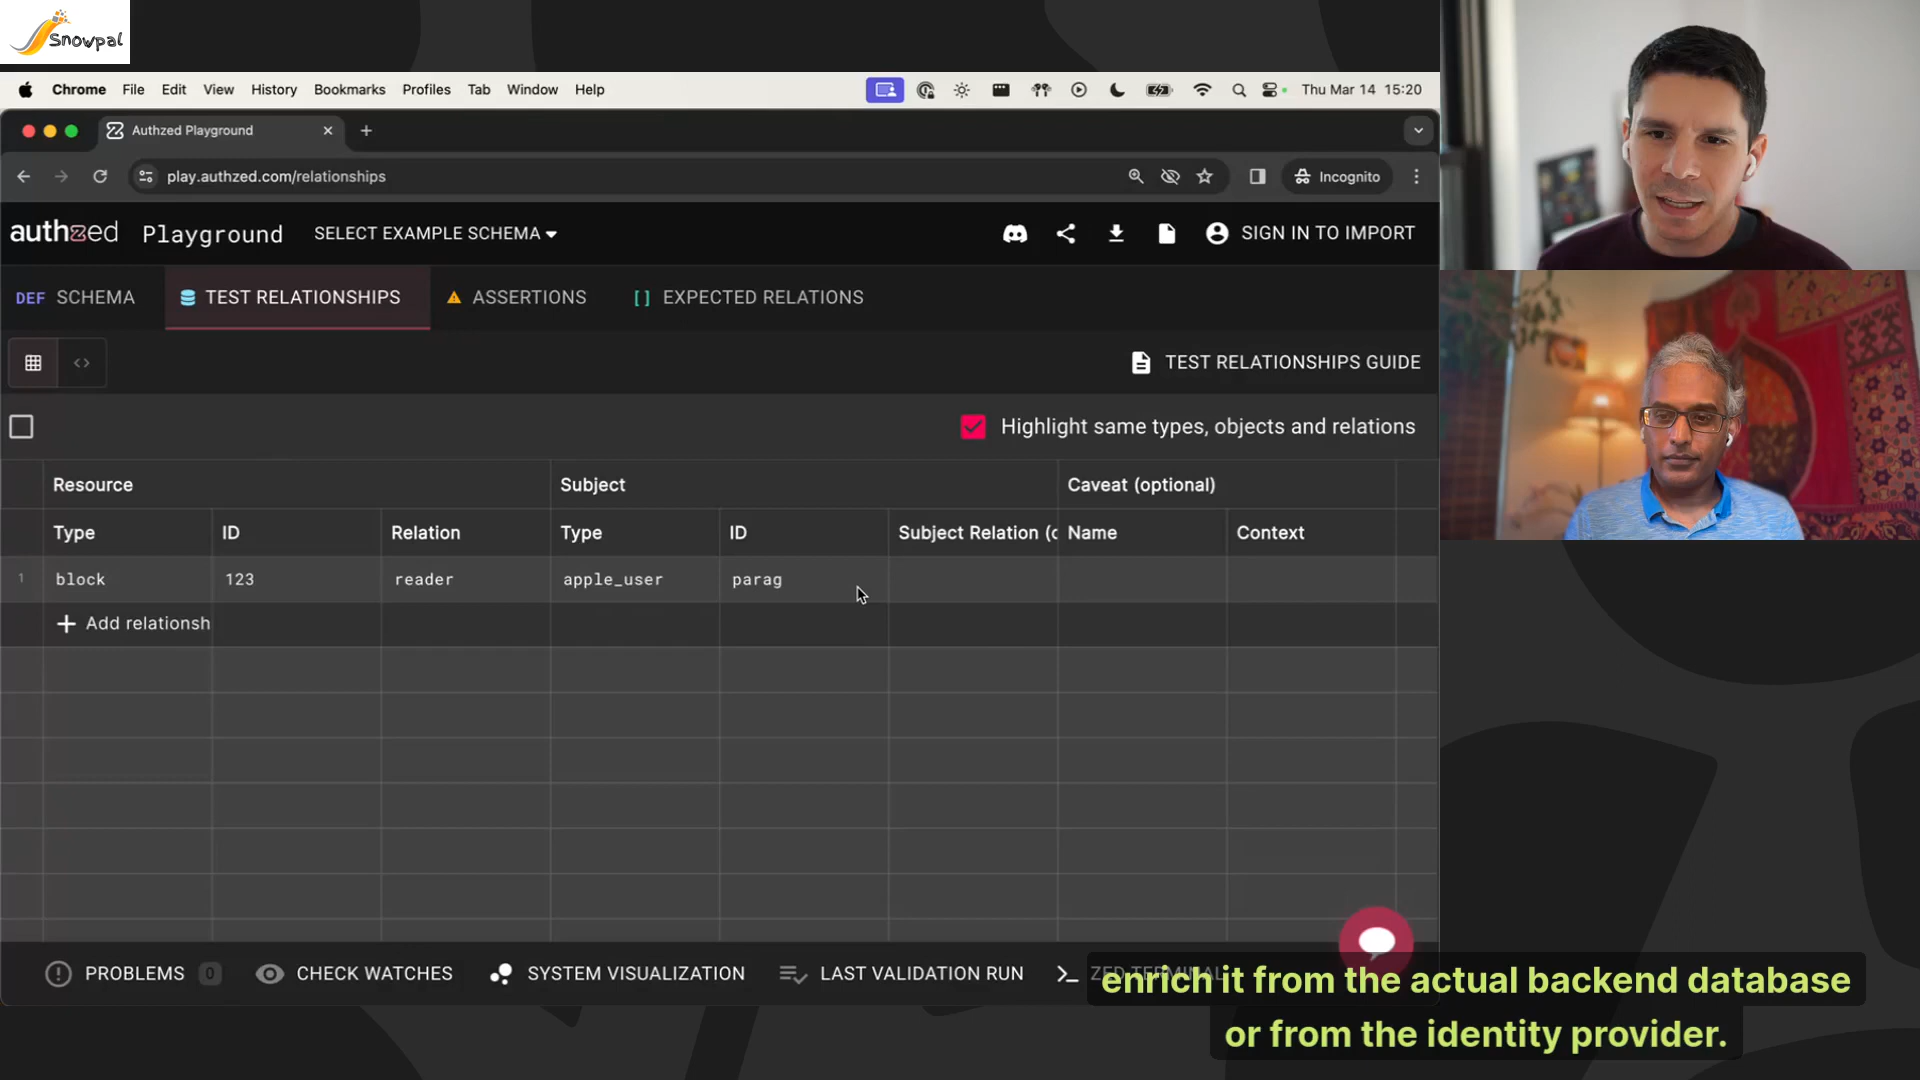 Snowpal
Chrome File Edit View History Bookmarks Profiles Tab Window Help Thu Mar 14 15:20
Authzed Playground
play.authzed.com/relationships Incognito
authzed Playground SELECT EXAMPLE SCHEMA SIGN IN TO IMPORT
DEF SCHEMA TEST RELATIONSHIPS [] ASSERTIONS EXPECTED RELATIONS
TEST RELATIONSHIPS GUIDE
Highlight same types, objects and relations
Resource Subject Caveat (optional)
Type ID Relation Type ID Subject Relation (c Name Context
1 block 123 reader apple_user parag
+ Add relationsh
PROBLEMS 0 CHECK WATCHES SYSTEM VISUALIZATION LAST VALIDATION RUN ZED TERMINAL
enrich it from the actual backend database
or from the identity provider.